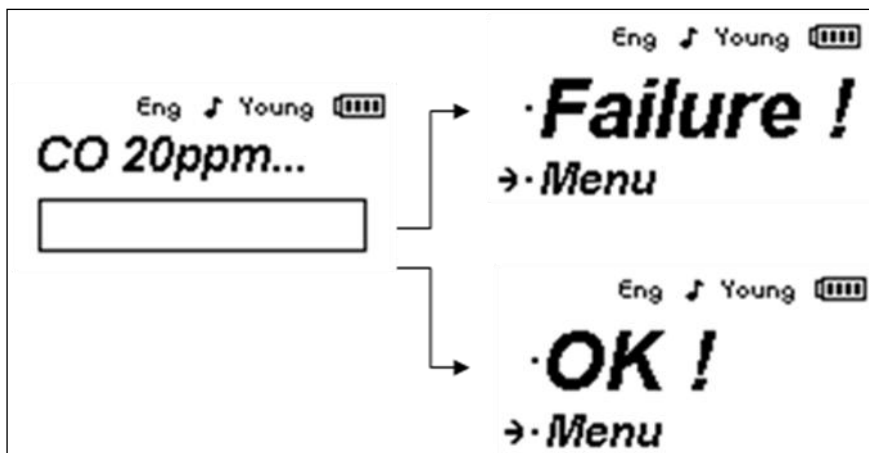 Eng ♪ Young
CO 20ppm...
Eng ♪ Young
·Failure !
→·Menu
Eng ♪ Young
·OK !
→·Menu